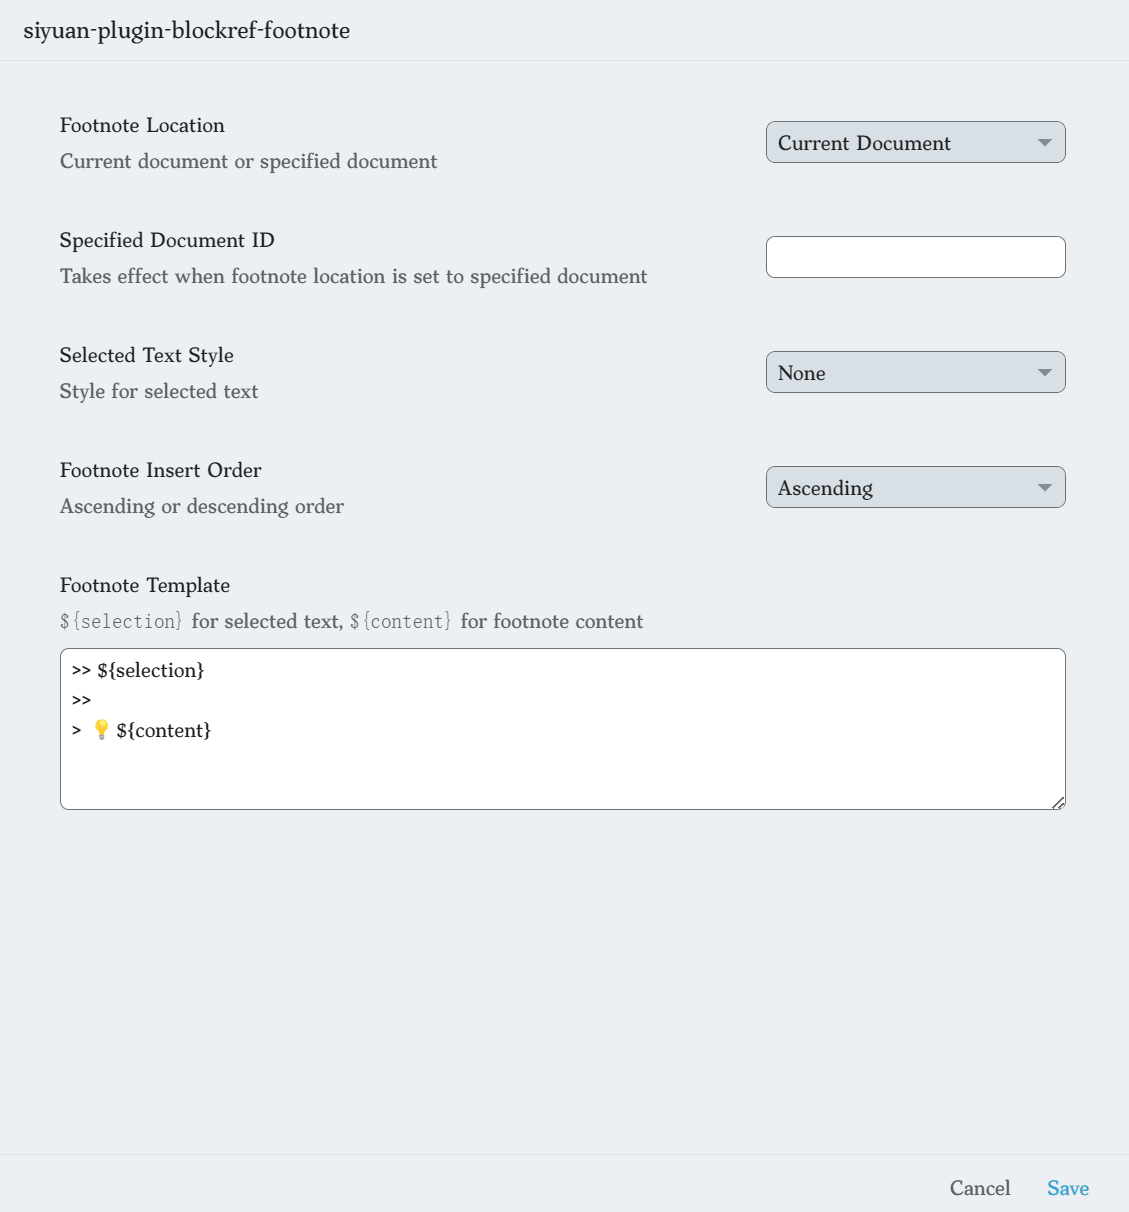 siyuan-plugin-blockref-footnote
Footnote Location
Current document or specified document
Current Document
Specified Document ID
Takes effect when footnote location is set to specified document
Selected Text Style
Style for selected text
None
Footnote Insert Order
Ascending or descending order
Ascending
Footnote Template
${selection} for selected text, ${content} for footnote content
>> ${selection}
>>
> 💡 ${content}
Cancel
Save